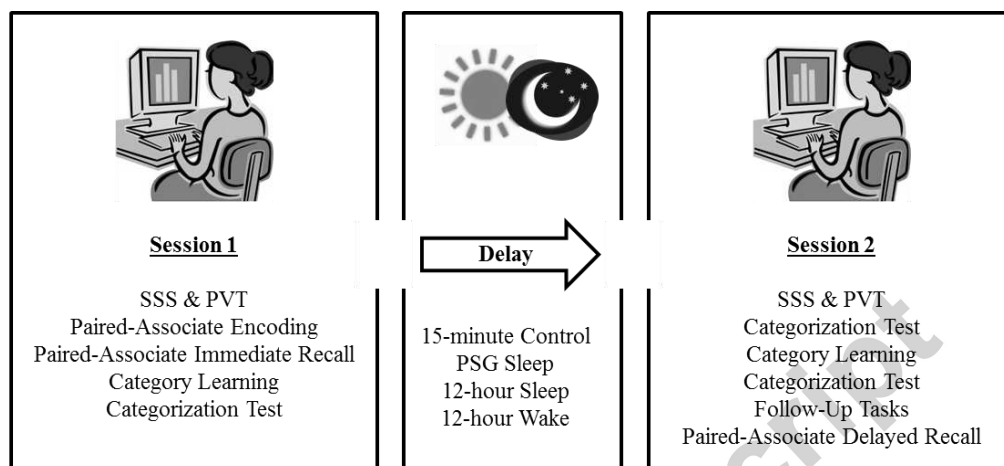 Session 1
SSS & PVT
Paired-Associate Encoding
Paired-Associate Immediate Recall
Category Learning
Categorization Test
Delay
15-minute Control
PSG Sleep
12-hour Sleep
12-hour Wake
Session 2
SSS & PVT
Categorization Test
Category Learning
Categorization Test
Follow-Up Tasks
Paired-Associate Delayed Recall
cript